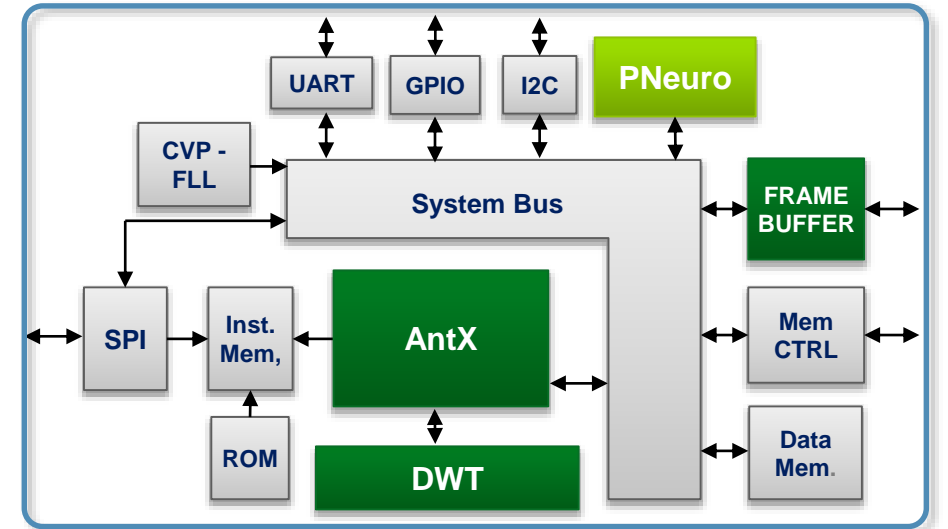 UART
GPIO
I2C
PNeuro
CVP -
FLL
System Bus
FRAME
BUFFER
SPI
Inst.
Mem,
AntX
Mem
CTRL
ROM
DWT
Data
Mem.